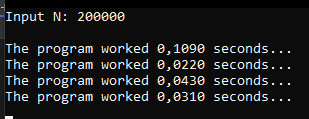 Input N: 200000
The program worked 0,1090 seconds...
The program worked 0,0220 seconds...
The program worked 0,0430 seconds...
The program worked 0,0310 seconds...